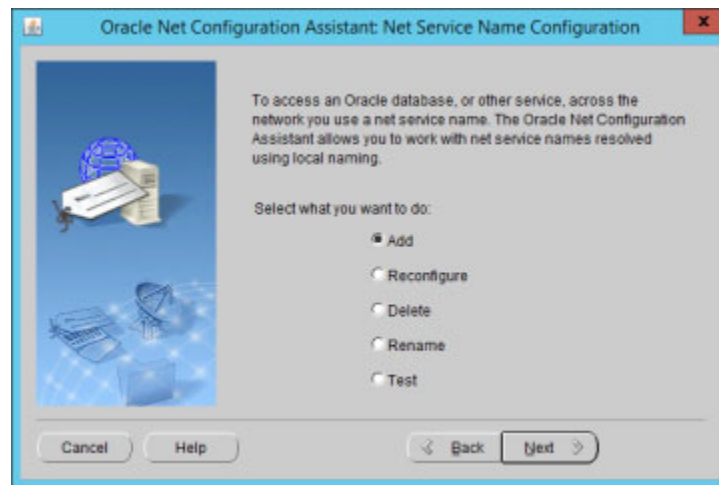 Oracle Net Configuration Assistant: Net Service Name Configuration
x
To access an Oracle database, or other service, across the
network you use a net service name. The Oracle Net Configuration
Assistant allows you to work with net service names resolved
using local naming.
Select what you want to do:
Add
Reconfigure
Delete
Rename
Test
Cancel
Help
Back
Next